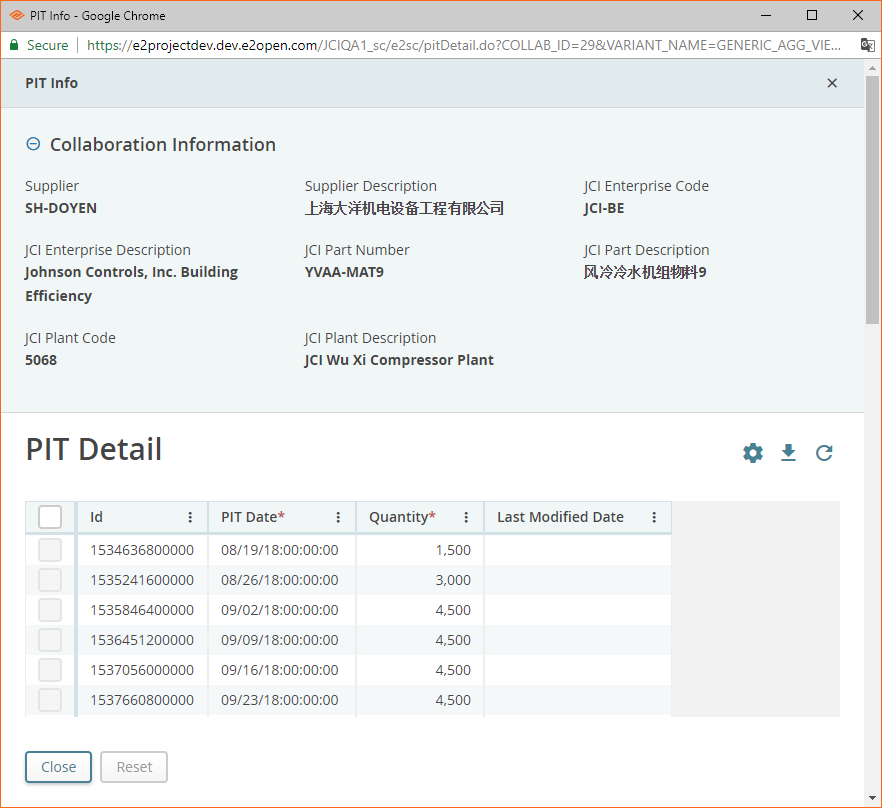 PIT Info - Google Chrome
Secure https://e2projectdev.dev.e2open.com/JCIQA1_sc/e2sc/pitDetail.do?COLLAB_ID=29&VARIANT_NAME=GENERIC_AGG_VIE...
PIT Info
Collaboration Information
Supplier Supplier Description JCI Enterprise Code
SH-DOYEN 上海大洋机电设备工程有限公司 JCI-BE
JCI Enterprise Description JCI Part Number JCI Part Description
Johnson Controls, Inc. Building YVAA-MAT9 风冷冷水机组物料9
Efficiency
JCI Plant Code JCI Plant Description
5068 JCI Wu Xi Compressor Plant
PIT Detail
Id PIT Date* Quantity* Last Modified Date
1534636800000 08/19/18:00:00:00 1,500
1535241600000 08/26/18:00:00:00 3,000
1535846400000 09/02/18:00:00:00 4,500
1536451200000 09/09/18:00:00:00 4,500
1537056000000 09/16/18:00:00:00 4,500
1537660800000 09/23/18:00:00:00 4,500
Close Reset